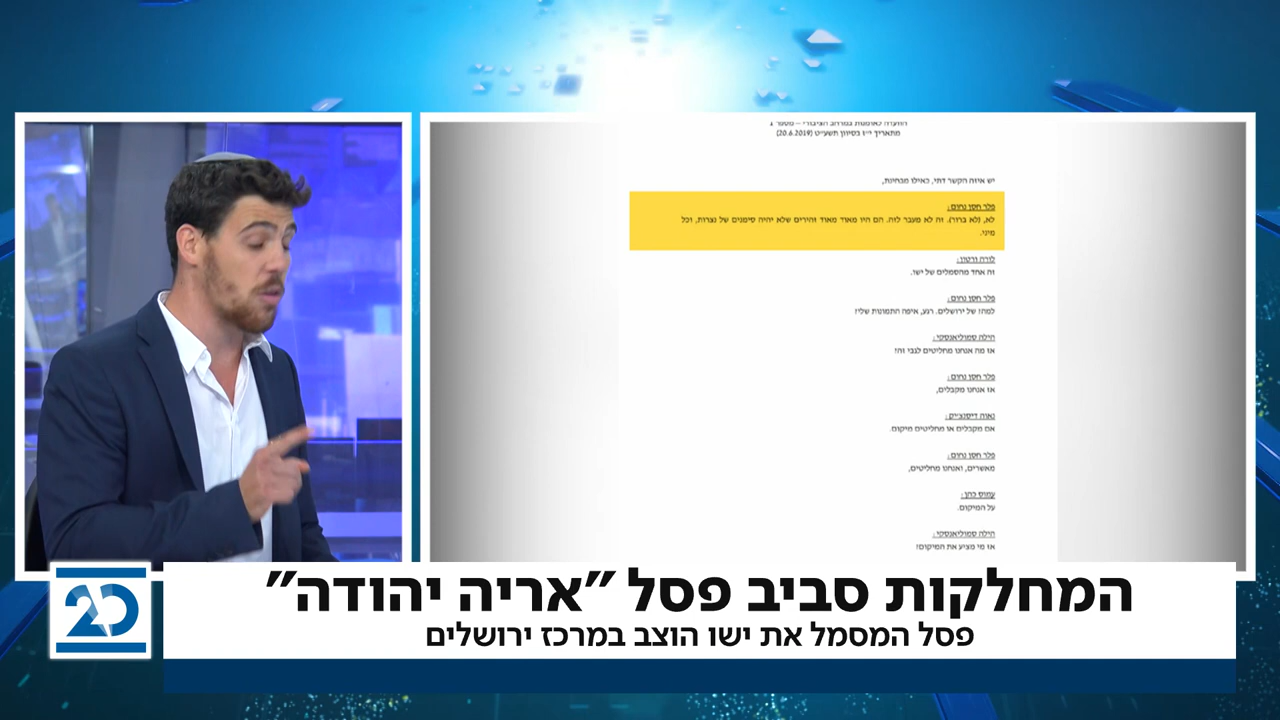 הוועדה לאומנות במרחב הציבורי – מספר 1
מתאריך י״ז בסיוון תשע״ט (20.6.2019)
יש איזה הקשר דתי, כאילו מבחינת,
פלר חסן נחום:
לא, (לא ברור). זה לא מעבר לזה. הם היו מאוד מאוד זהירים שלא יהיה סימנים של נצרות, וכל
מיני.
לורה ורטון:
זה אחד מהסמלים של ישו.
פלר חסן נחום:
למה? של ירושלים. רגע, איפה התמונות שלי?
הילה סמוליאנסקי:
אז מה אנחנו מחליטים לגבי זה?
פלר חסן נחום:
אז אנחנו מקבלים,
נאוה דיסנצ'יק:
אם מקבלים או מחליטים מיקום.
פלר חסן נחום:
מאשרים, ואנחנו מחליטים,
עמוס כהן:
על המיקום.
הילה סמוליאנסקי:
אז מי מציע את המיקום?
המחלקות סביב פסל "אריה יהודה"
פסל המסמל את ישו הוצב במרכז ירושלים
20